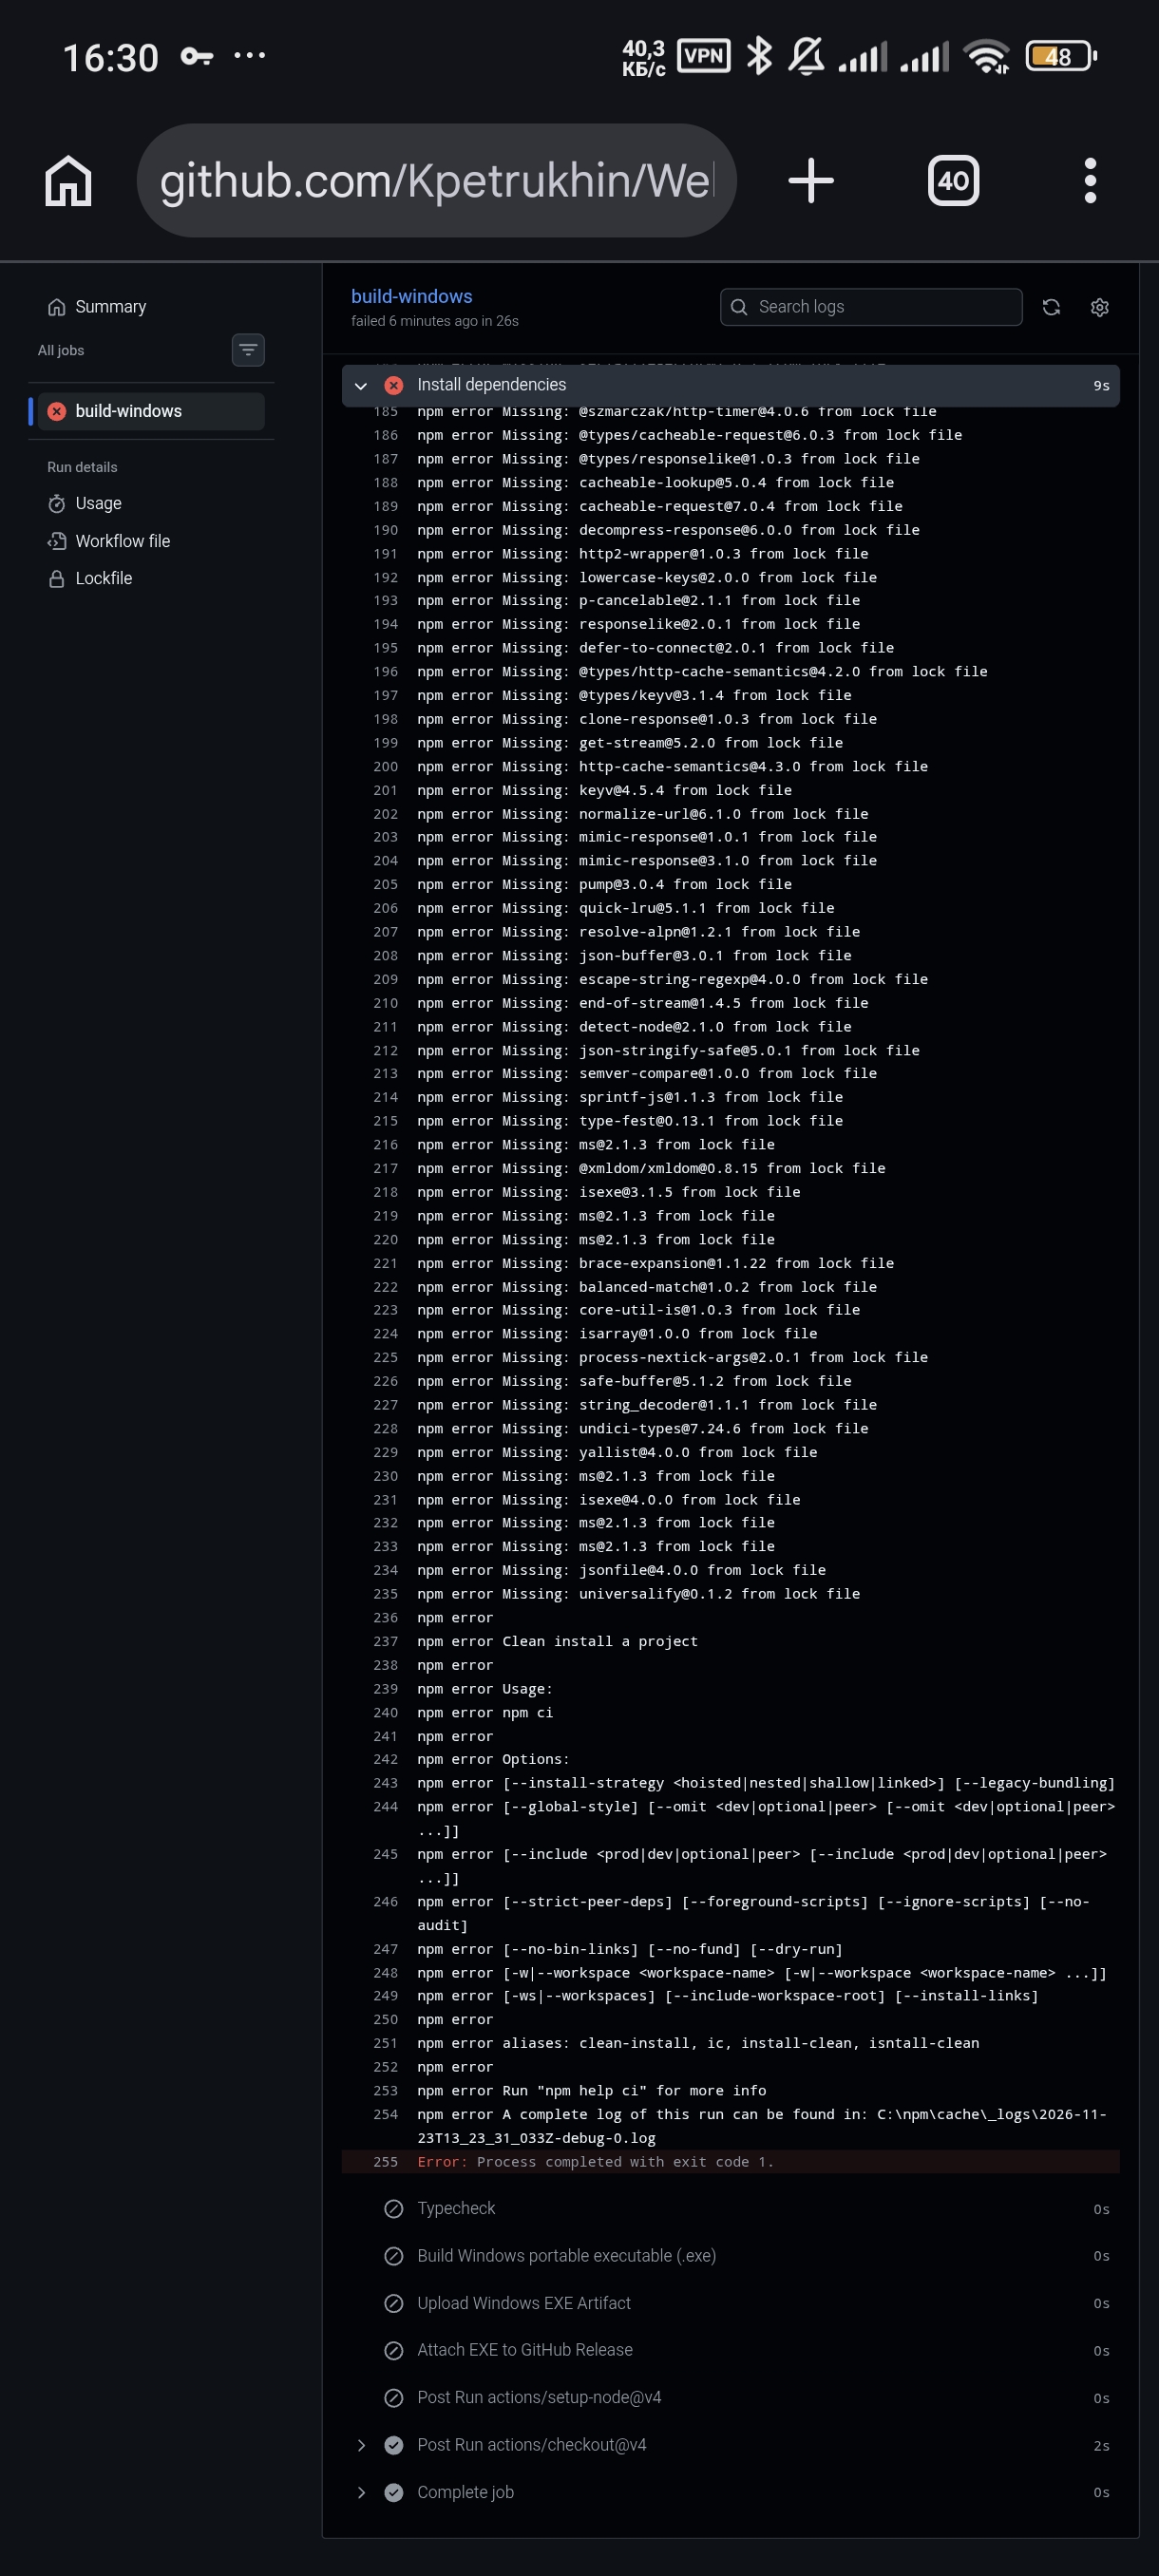 16:30
40,3
КБ/с
VPN
48
github.com/Kpetrukhin/We
40
Summary
All jobs
build-windows
Run details
Usage
Workflow file
Lockfile
build-windows
failed 6 minutes ago in 26s
Search logs
Install dependencies 9s
185 npm error Missing: @szmarczak/http-timer@4.0.6 from lock file
186 npm error Missing: @types/cacheable-request@6.0.3 from lock file
187 npm error Missing: @types/responselike@1.0.3 from lock file
188 npm error Missing: cacheable-lookup@5.0.4 from lock file
189 npm error Missing: cacheable-request@7.0.4 from lock file
190 npm error Missing: decompress-response@6.0.0 from lock file
191 npm error Missing: http2-wrapper@1.0.3 from lock file
192 npm error Missing: lowercase-keys@2.0.0 from lock file
193 npm error Missing: p-cancelable@2.1.1 from lock file
194 npm error Missing: responselike@2.0.1 from lock file
195 npm error Missing: defer-to-connect@2.0.1 from lock file
196 npm error Missing: @types/http-cache-semantics@4.2.0 from lock file
197 npm error Missing: @types/keyv@3.1.4 from lock file
198 npm error Missing: clone-response@1.0.3 from lock file
199 npm error Missing: get-stream@5.2.0 from lock file
200 npm error Missing: http-cache-semantics@4.3.0 from lock file
201 npm error Missing: keyv@4.5.4 from lock file
202 npm error Missing: normalize-url@6.1.0 from lock file
203 npm error Missing: mimic-response@1.0.1 from lock file
204 npm error Missing: mimic-response@3.1.0 from lock file
205 npm error Missing: pump@3.0.4 from lock file
206 npm error Missing: quick-lru@5.1.1 from lock file
207 npm error Missing: resolve-alpn@1.2.1 from lock file
208 npm error Missing: json-buffer@3.0.1 from lock file
209 npm error Missing: escape-string-regexp@4.0.0 from lock file
210 npm error Missing: end-of-stream@1.4.5 from lock file
211 npm error Missing: detect-node@2.1.0 from lock file
212 npm error Missing: json-stringify-safe@5.0.1 from lock file
213 npm error Missing: semver-compare@1.0.0 from lock file
214 npm error Missing: sprintf-js@1.1.3 from lock file
215 npm error Missing: type-fest@0.13.1 from lock file
216 npm error Missing: ms@2.1.3 from lock file
217 npm error Missing: @xmldom/xmldom@0.8.15 from lock file
218 npm error Missing: isexe@3.1.5 from lock file
219 npm error Missing: ms@2.1.3 from lock file
220 npm error Missing: ms@2.1.3 from lock file
221 npm error Missing: brace-expansion@1.1.22 from lock file
222 npm error Missing: balanced-match@1.0.2 from lock file
223 npm error Missing: core-util-is@1.0.3 from lock file
224 npm error Missing: isarray@1.0.0 from lock file
225 npm error Missing: process-nextick-args@2.0.1 from lock file
226 npm error Missing: safe-buffer@5.1.2 from lock file
227 npm error Missing: string_decoder@1.1.1 from lock file
228 npm error Missing: undici-types@7.24.6 from lock file
229 npm error Missing: yallist@4.0.0 from lock file
230 npm error Missing: ms@2.1.3 from lock file
231 npm error Missing: isexe@4.0.0 from lock file
232 npm error Missing: ms@2.1.3 from lock file
233 npm error Missing: ms@2.1.3 from lock file
234 npm error Missing: jsonfile@4.0.0 from lock file
235 npm error Missing: universalify@0.1.2 from lock file
236 npm error
237 npm error Clean install a project
238 npm error
239 npm error Usage:
240 npm error npm ci
241 npm error
242 npm error Options:
243 npm error [--install-strategy <hoisted|nested|shallow|linked>] [--legacy-bundling]
244 npm error [--global-style] [--omit <dev|optional|peer> [--omit <dev|optional|peer>
...]]
245 npm error [--include <prod|dev|optional|peer> [--include <prod|dev|optional|peer>
...]]
246 npm error [--strict-peer-deps] [--foreground-scripts] [--ignore-scripts] [--no-
audit]
247 npm error [--no-bin-links] [--no-fund] [--dry-run]
248 npm error [-w|--workspace <workspace-name> [-w|--workspace <workspace-name> ...]]
249 npm error [-ws|--workspaces] [--include-workspace-root] [--install-links]
250 npm error
251 npm error aliases: clean-install, ic, install-clean, isntall-clean
252 npm error
253 npm error Run "npm help ci" for more info
254 npm error A complete log of this run can be found in: C:\npm\cache\_logs\2026-11-
23T13_23_31_033Z-debug-0.log
255 Error: Process completed with exit code 1.
Typecheck 0s
Build Windows portable executable (.exe) 0s
Upload Windows EXE Artifact 0s
Attach EXE to GitHub Release 0s
Post Run actions/setup-node@v4 0s
Post Run actions/checkout@v4 2s
Complete job 0s